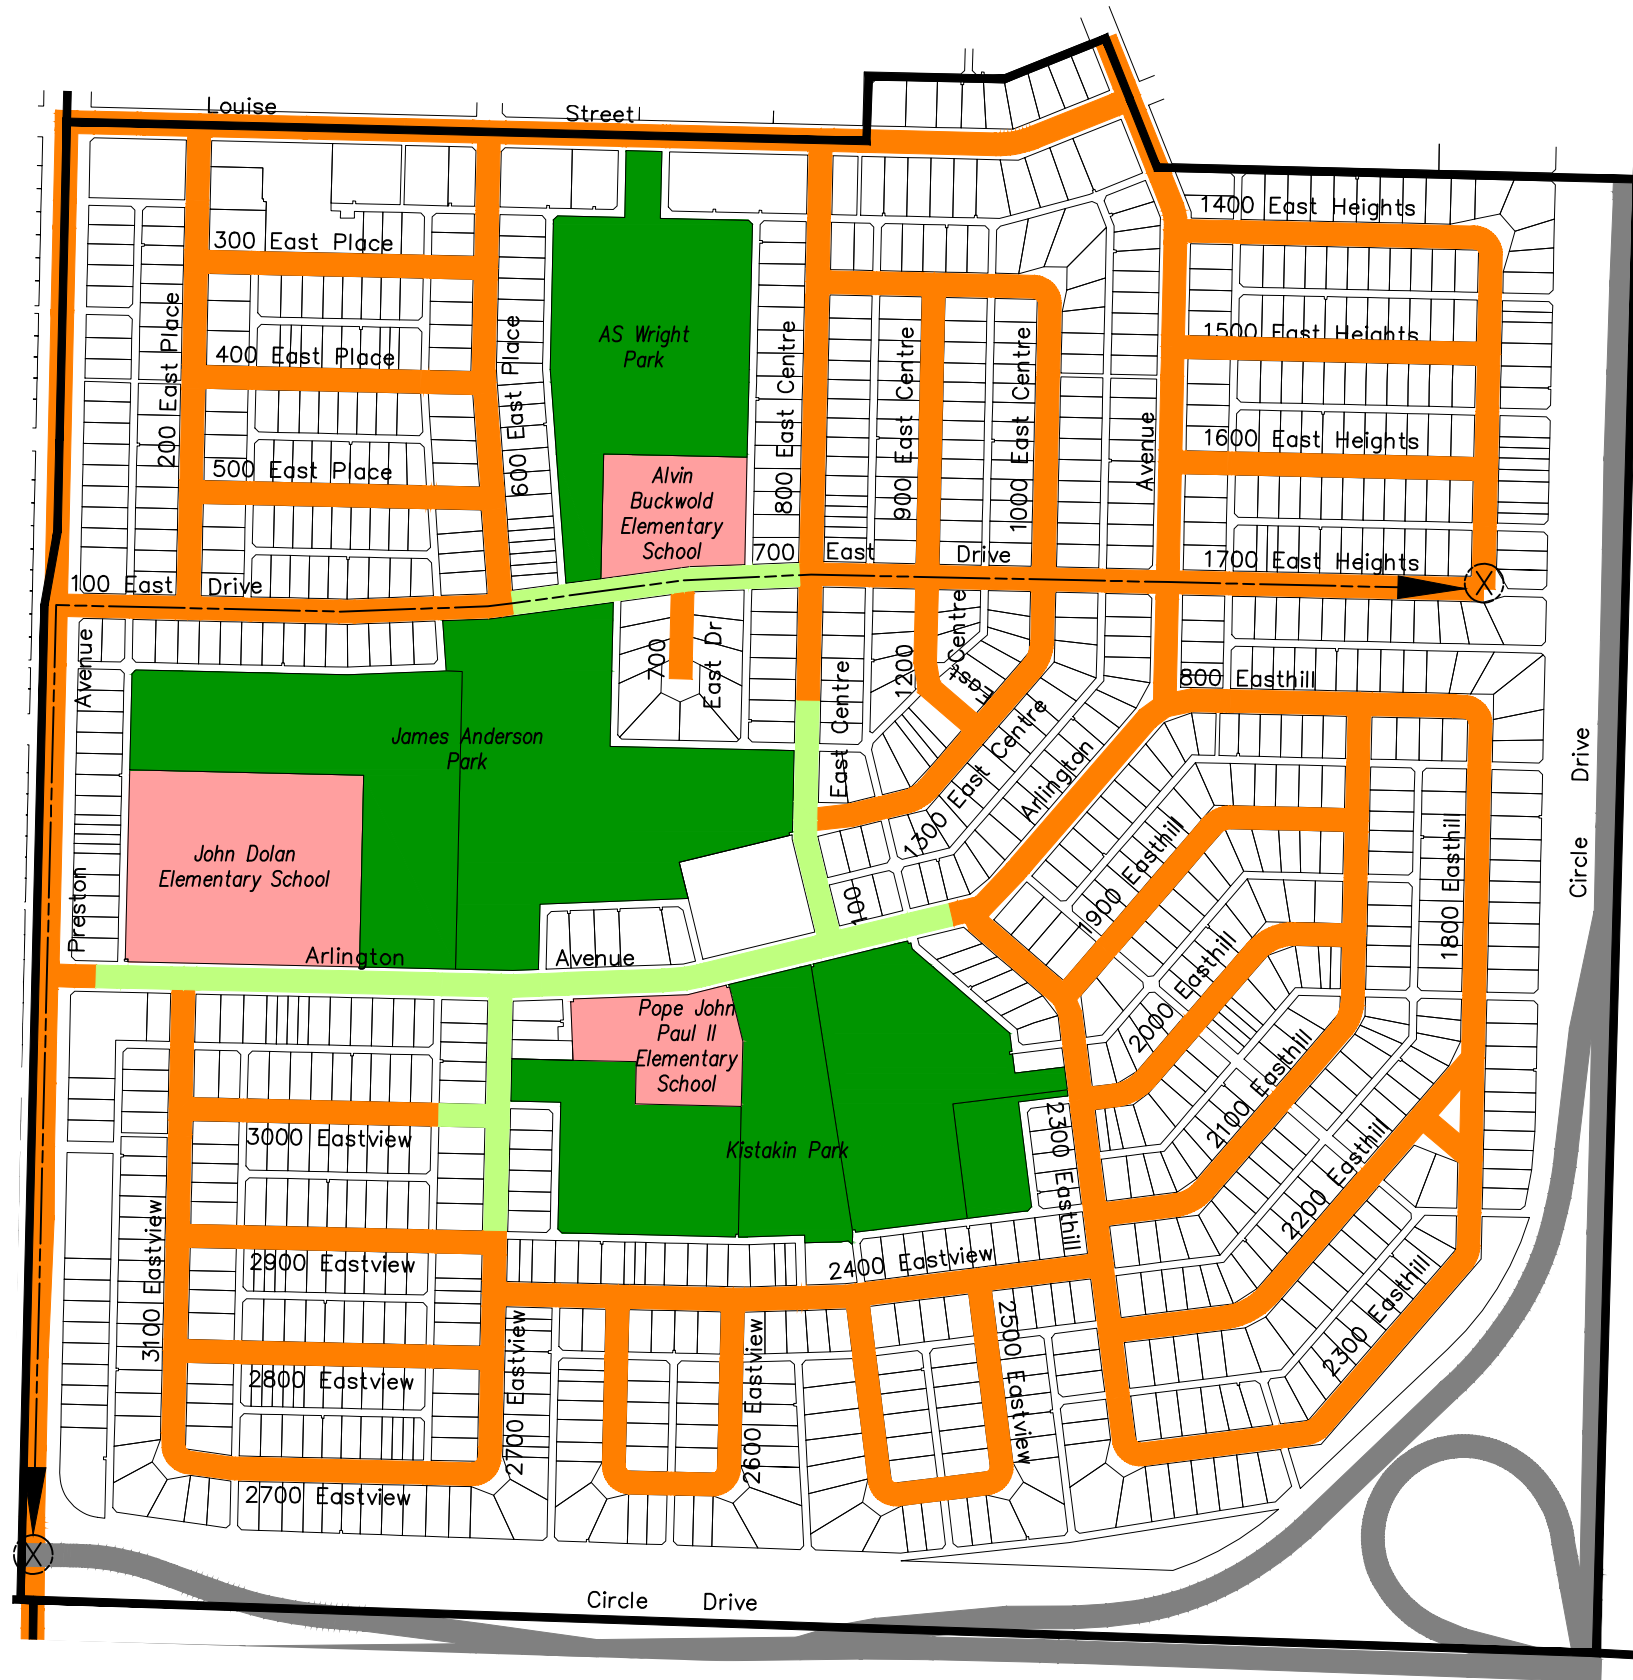 Louise
Street
1400 East Heights
300 East Place
1500 East Heights
400 East Place
200 East Place
600 East Place
AS Wright
Park
800 East Centre
900 East Centre
1000 East Centre
Avenue
1600 East Heights
500 East Place
Alvin
Buckwold
Elementary
School
700 East Drive
1700 East Heights
100 East Drive
Avenue
700
East Dr
1200
East Centre
800 Easthill
James Anderson
Park
East Centre
1300 East Centre
Arlington
Circle Drive
John Dolan
Elementary School
1900 Easthill
1800 Easthill
Preston
100
Arlington
Avenue
2000 Easthill
Pope John
Paul II
Elementary
School
2100 Easthill
3000 Eastview
Kistakin Park
2300 Easthill
2200 Easthill
3100 Eastview
2900 Eastview
2400 Eastview
2300 Easthill
2800 Eastview
2700 Eastview
2600 Eastview
2500 Eastview
2700 Eastview
X
X
Circle Drive